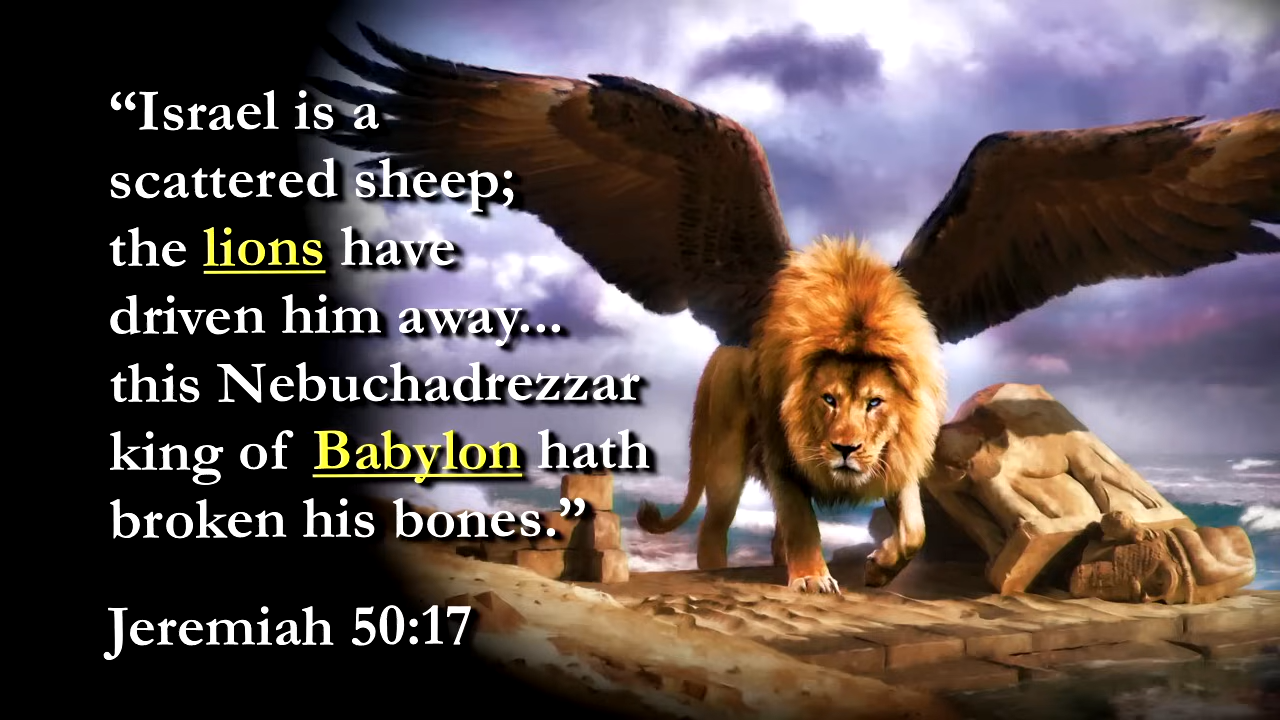 “Israel is a
scattered sheep;
the lions have
driven him away...
this Nebuchadrezzar
king of Babylon hath
broken his bones.”
Jeremiah 50:17